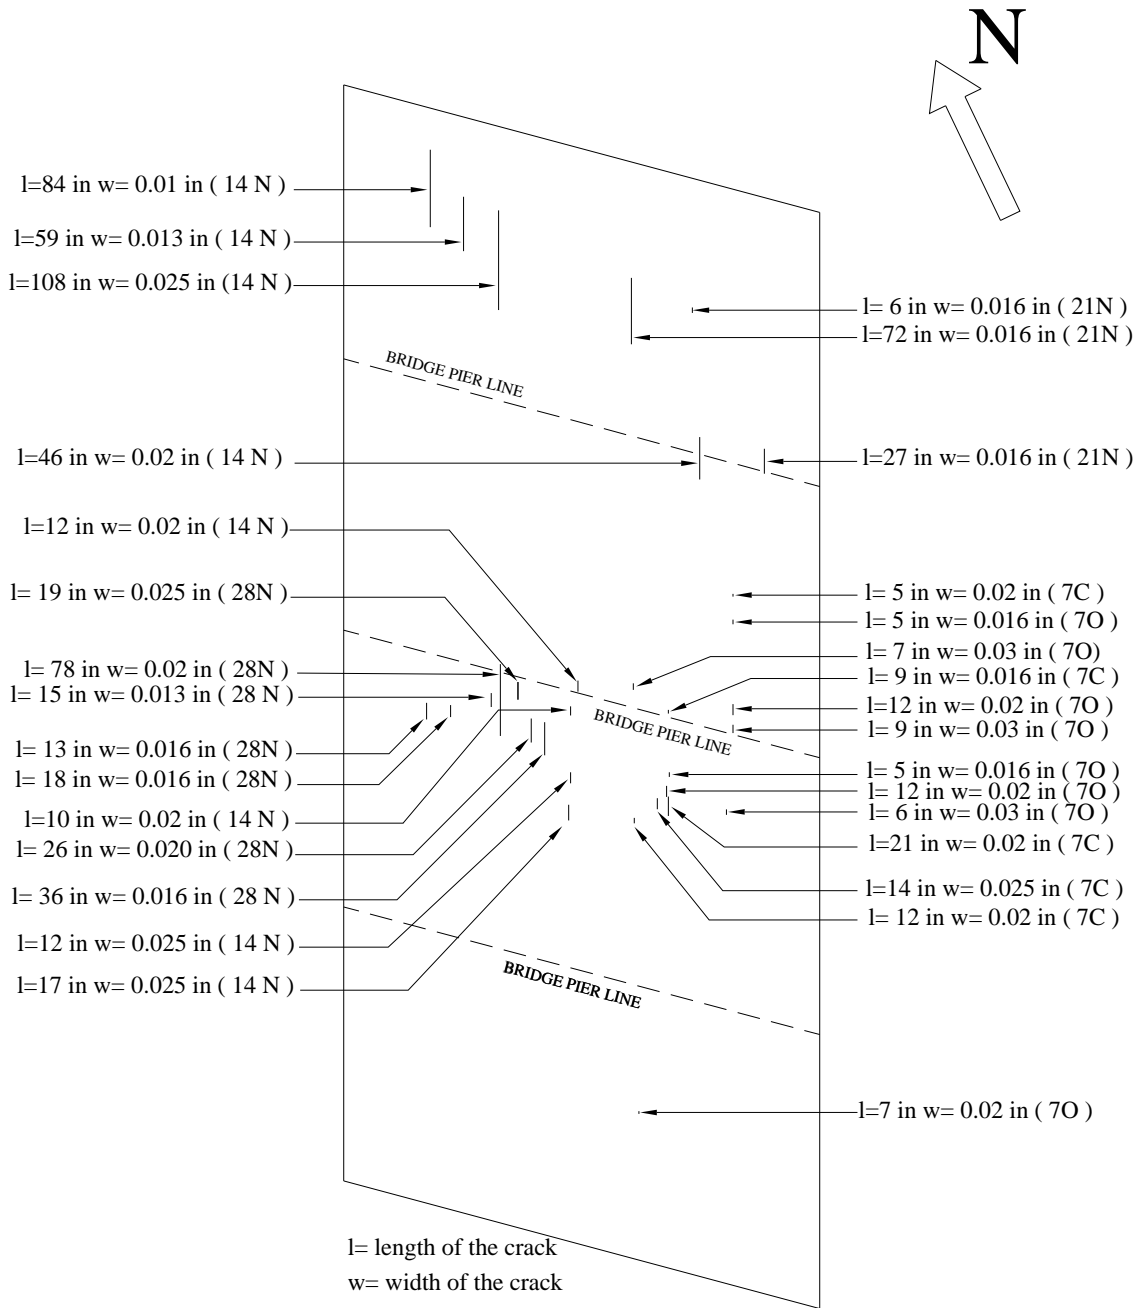 N
l=84 in w= 0.01 in ( 14 N )
l=59 in w= 0.013 in ( 14 N )
l=108 in w= 0.025 in (14 N )
l= 6 in w= 0.016 in ( 21N )
l=72 in w= 0.016 in ( 21N )
BRIDGE PIER LINE
l=46 in w= 0.02 in ( 14 N )
l=27 in w= 0.016 in ( 21N )
l=12 in w= 0.02 in ( 14 N )
l= 19 in w= 0.025 in ( 28N )
l= 78 in w= 0.02 in ( 28N )
l= 15 in w= 0.013 in ( 28 N )
l= 13 in w= 0.016 in ( 28N )
l= 18 in w= 0.016 in ( 28N )
l=10 in w= 0.02 in ( 14 N )
l= 26 in w= 0.020 in ( 28N )
l= 36 in w= 0.016 in ( 28 N )
l=12 in w= 0.025 in ( 14 N )
l=17 in w= 0.025 in ( 14 N )
l= 5 in w= 0.02 in ( 7C )
l= 5 in w= 0.016 in ( 7O )
l= 7 in w= 0.03 in ( 7O)
l= 9 in w= 0.016 in ( 7C )
l=12 in w= 0.02 in ( 7O )
l= 9 in w= 0.03 in ( 7O )
BRIDGE PIER LINE
l= 5 in w= 0.016 in ( 7O )
l= 12 in w= 0.02 in ( 7O )
l= 6 in w= 0.03 in ( 7O )
l=21 in w= 0.02 in ( 7C )
l=14 in w= 0.025 in ( 7C )
l= 12 in w= 0.02 in ( 7C )
BRIDGE PIER LINE
l=7 in w= 0.02 in ( 7O )
l= length of the crack
w= width of the crack